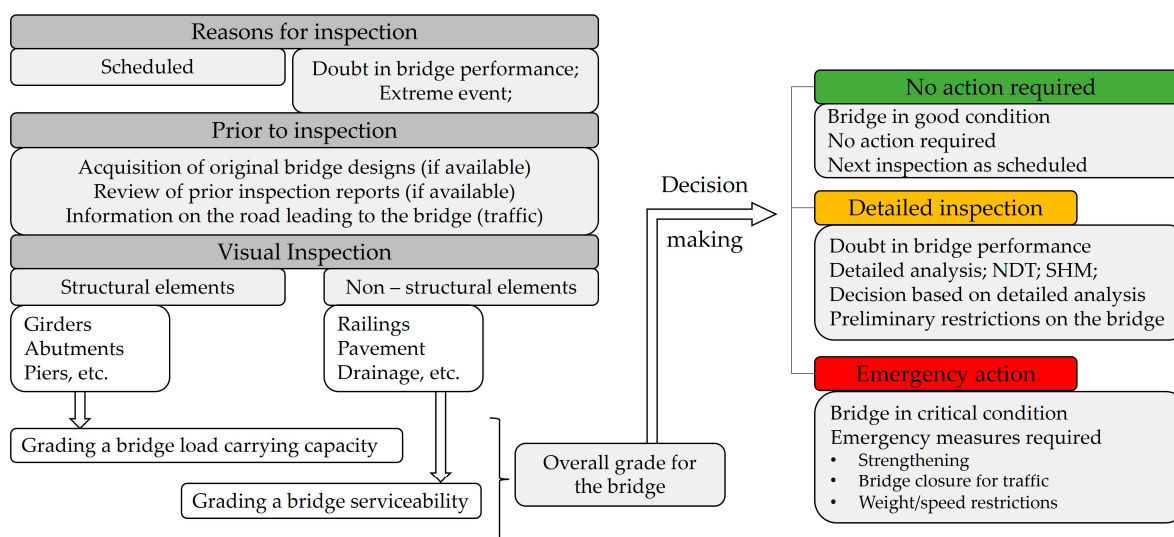 Reasons for inspection
Scheduled
Doubt in bridge performance;
Extreme event;
Prior to inspection
Acquisition of original bridge designs (if available)
Review of prior inspection reports (if available)
Information on the road leading to the bridge (traffic)
Visual Inspection
Structural elements
Non – structural elements
Girders
Abutments
Piers, etc.
Railings
Pavement
Drainage, etc.
Grading a bridge load carrying capacity
Grading a bridge serviceability
Overall grade for
the bridge
Decision
making
No action required
Bridge in good condition
No action required
Next inspection as scheduled
Detailed inspection
Doubt in bridge performance
Detailed analysis; NDT; SHM;
Decision based on detailed analysis
Preliminary restrictions on the bridge
Emergency action
Bridge in critical condition
Emergency measures required
• Strengthening
• Bridge closure for traffic
• Weight/speed restrictions